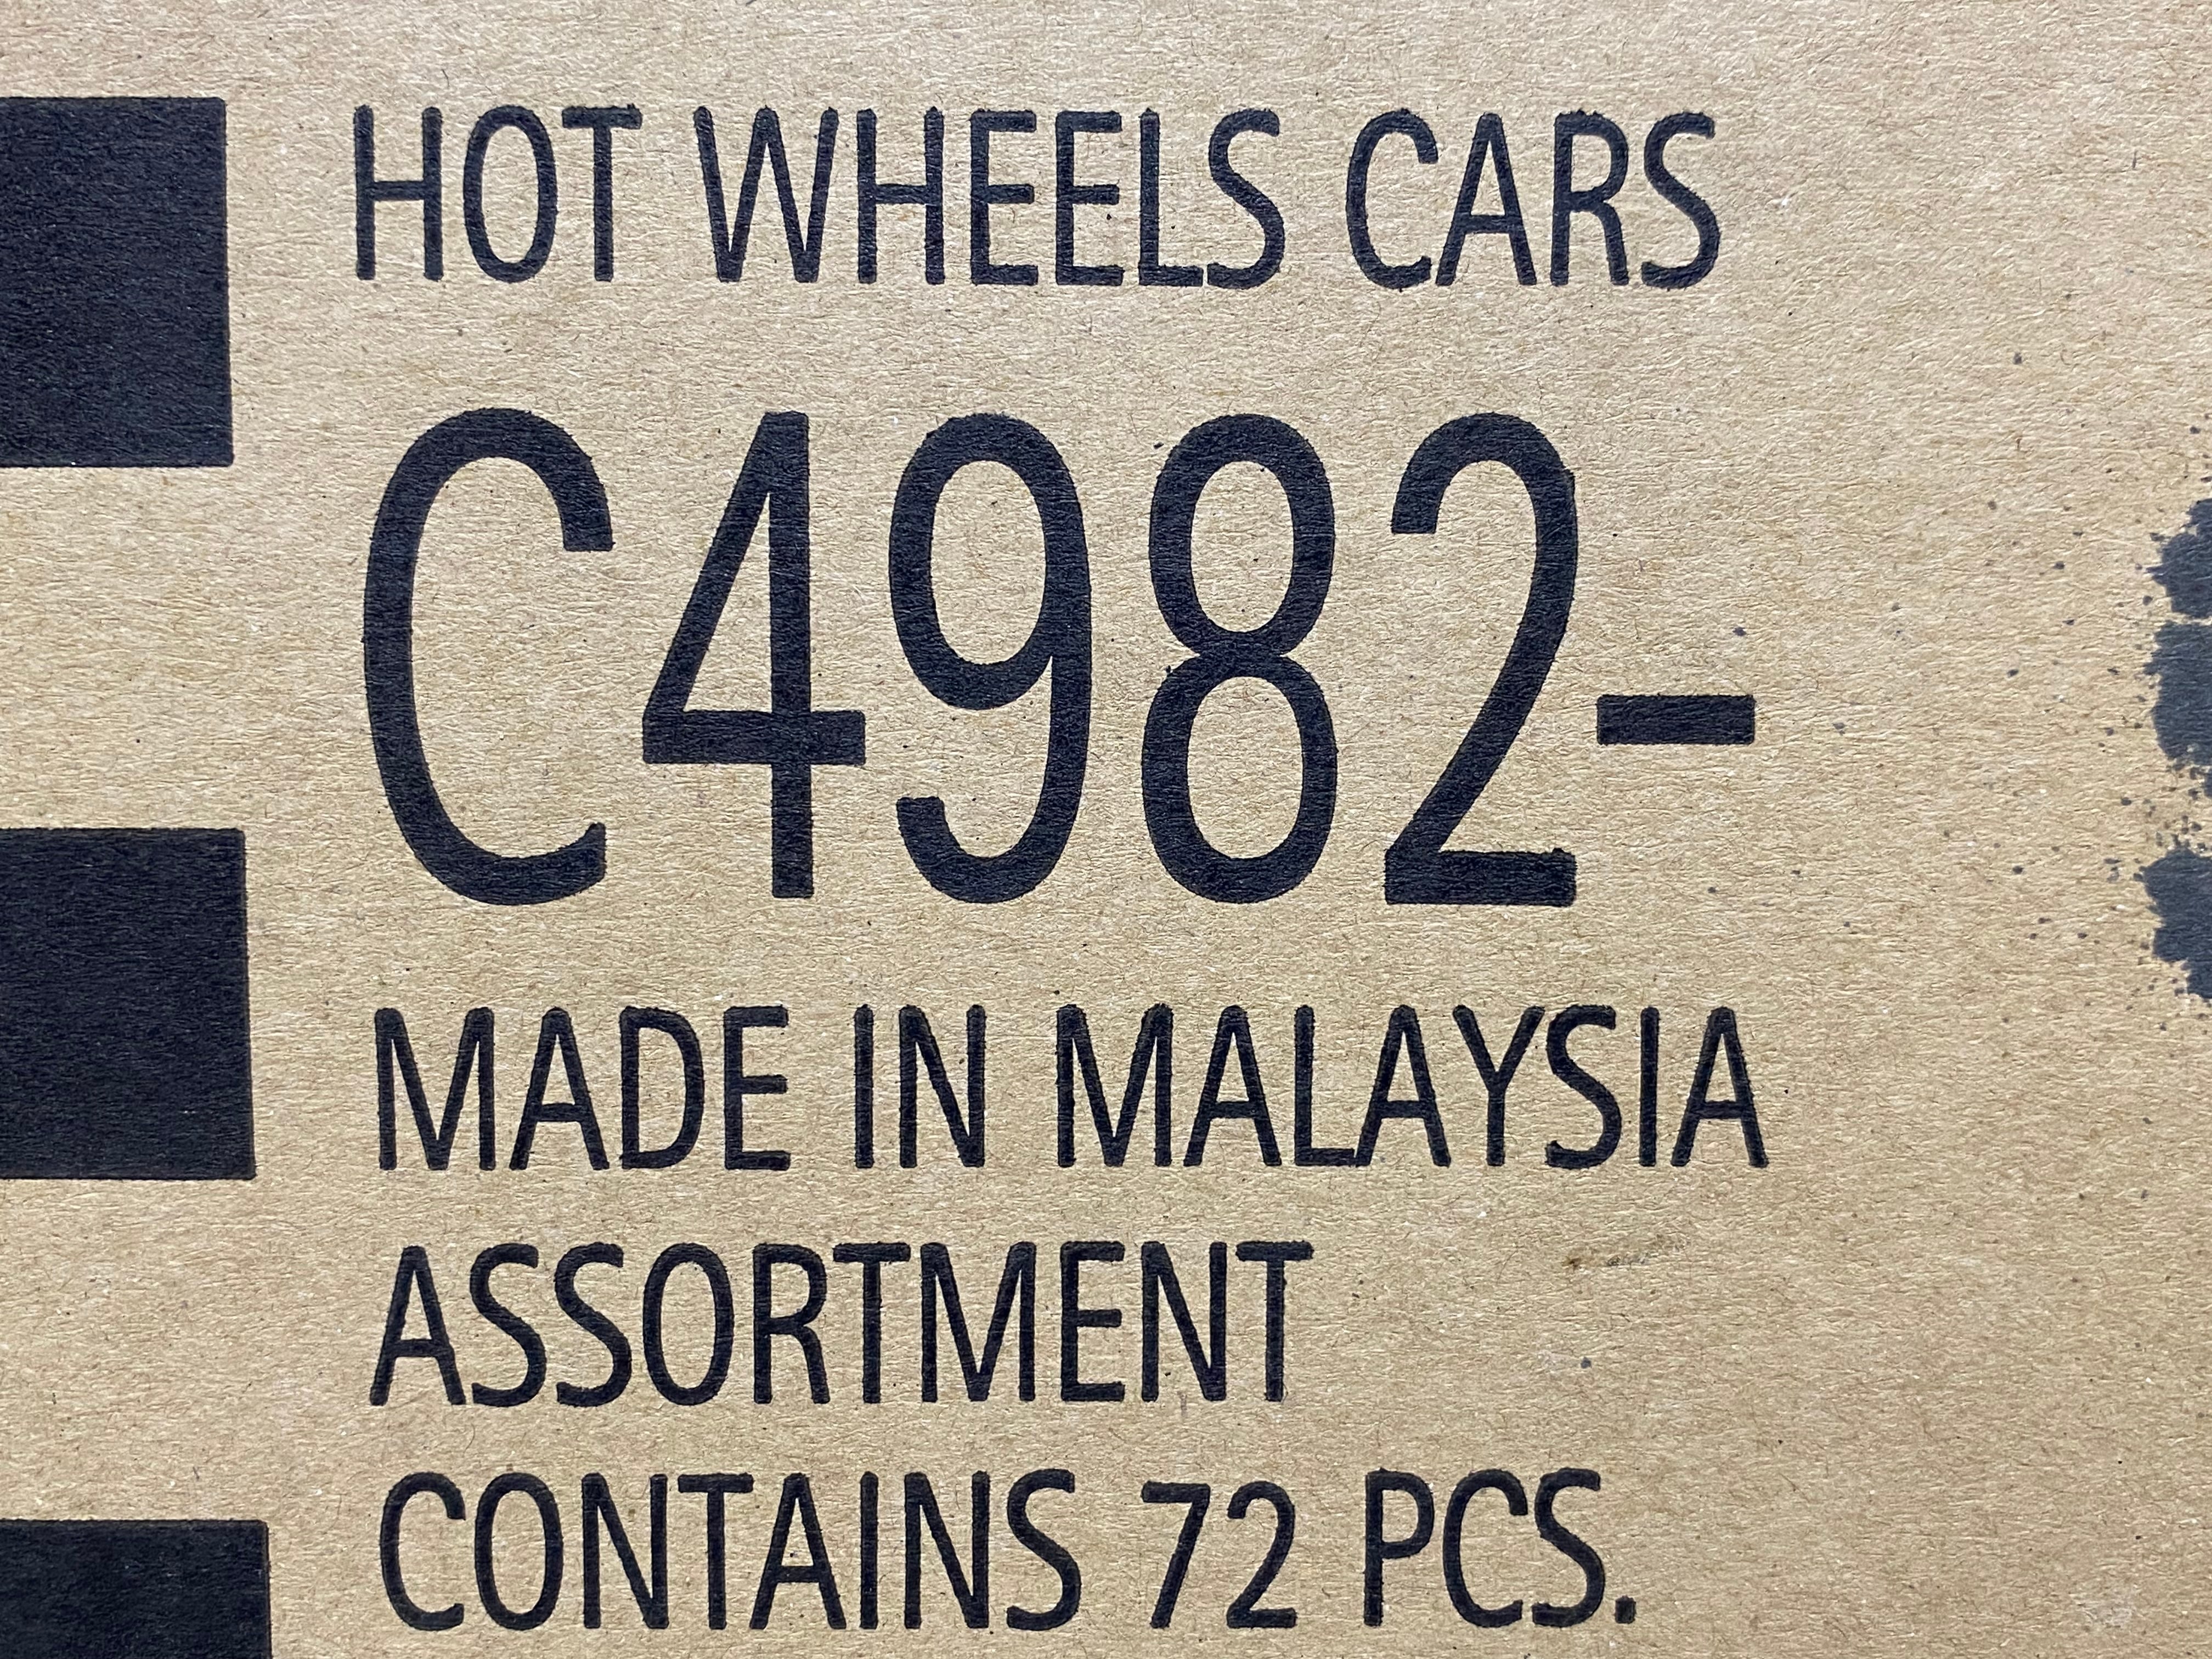 HOT WHEELS CARS
C4982-
MADE IN MALAYSIA
ASSORTMENT
CONTAINS 72 PCS.